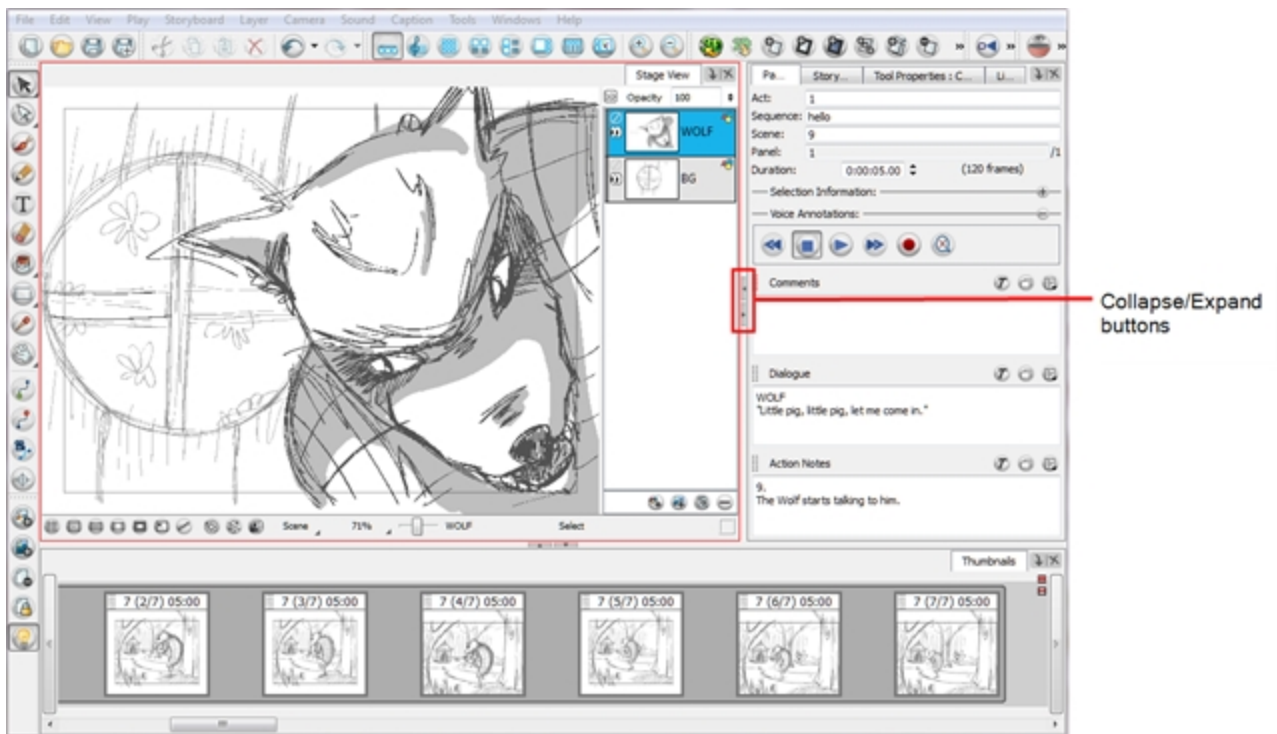 File Edit View Play Storyboard Layer Camera Sound Caption Tools Windows Help
Stage View
Opacity 100
WOLF
BG
Pa... Story... Tool Properties : C... Li...
Act: 1
Sequence: hello
Scene: 9
Panel: 1 /1
Duration: 0:00:05.00 (120 frames)
Selection Information:
Voice Annotations:
Comments
Collapse/Expand
buttons
Dialogue
WOLF
"Little pig, little pig, let me come in."
Action Notes
9.
The Wolf starts talking to him.
Scene 71% WOLF Select
Thumbnails
7 (2/7) 05:00 7 (3/7) 05:00 7 (4/7) 05:00 7 (5/7) 05:00 7 (6/7) 05:00 7 (7/7) 05:00